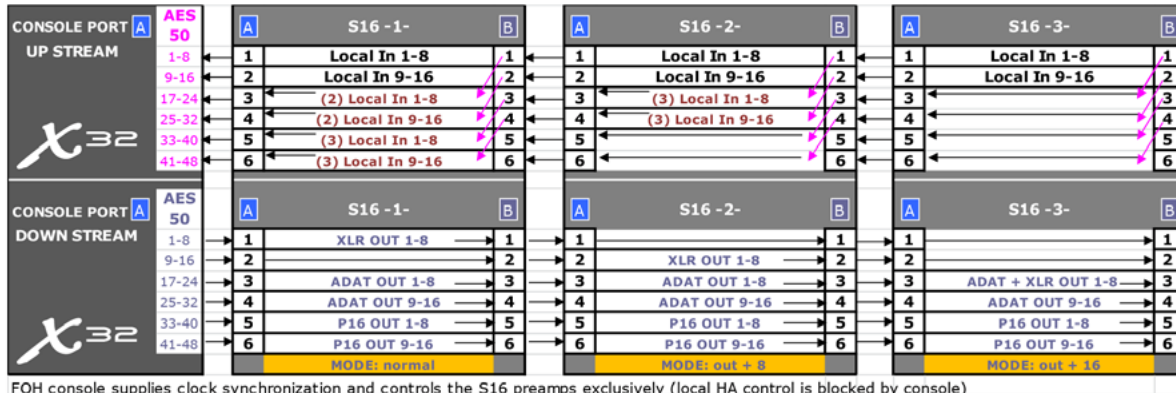 CONSOLE PORT A AES 50 A S16 -1- B A S16 -2- B A S16 -3- B
UP STREAM
1-8 1 Local In 1-8 1 1 Local In 1-8 1 1 Local In 1-8 1
9-16 2 Local In 9-16 2 2 Local In 9-16 2 2 Local In 9-16 2
17-24 3 (2) Local In 1-8 3 3 (3) Local In 1-8 3 3 3
25-32 4 (2) Local In 9-16 4 4 (3) Local In 9-16 4 4 4
33-40 5 (3) Local In 1-8 5 5 5 5 5
41-48 6 (3) Local In 9-16 6 6 6 6 6
X32
CONSOLE PORT A AES 50 A S16 -1- B A S16 -2- B A S16 -3- B
DOWN STREAM
1-8 1 XLR OUT 1-8 1 1 1 1 1
9-16 2 2 2 XLR OUT 9-16 2 2 2
17-24 3 ADAT OUT 1-8 3 3 ADAT OUT 1-8 3 3 ADAT + XLR OUT 1-8 3
25-32 4 ADAT OUT 9-16 4 4 ADAT OUT 9-16 4 4 ADAT OUT 9-16 4
33-40 5 P16 OUT 1-8 5 5 P16 OUT 1-8 5 5 P16 OUT 1-8 5
41-48 6 P16 OUT 9-16 6 6 P16 OUT 9-16 6 6 P16 OUT 9-16 6
X32
MODE: normal MODE: out + 8 MODE: out + 16
FOH console supplies clock synchronization and controls the S16 preamps exclusively (local HA control is blocked by console)